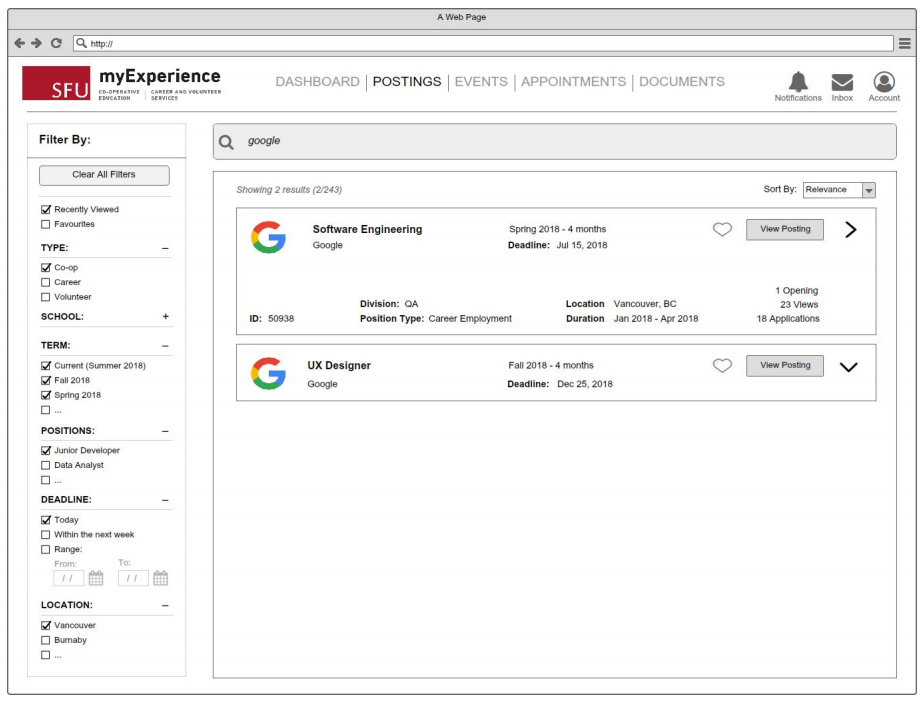 A Web Page
http://
SFU myExperience
CO-OPERATIVE EDUCATION | CAREER AND VOLUNTEER SERVICES
DASHBOARD | POSTINGS | EVENTS | APPOINTMENTS | DOCUMENTS
Notifications Inbox Account
Filter By:
Clear All Filters
Recently Viewed
Favourites
TYPE: –
Co-op
Career
Volunteer
SCHOOL: +
TERM: –
Current (Summer 2018)
Fall 2018
Spring 2018
...
POSITIONS: –
Junior Developer
Data Analyst
...
DEADLINE: –
Today
Within the next week
Range:
From: To:
/ / / /
LOCATION: –
Vancouver
Burnaby
...
google
Showing 2 results (2/243)
Sort By: Relevance
Software Engineering Spring 2018 - 4 months View Posting
Google Deadline: Jul 15, 2018
1 Opening
Division: QA Location Vancouver, BC 23 Views
ID: 50938 Position Type: Career Employment Duration Jan 2018 - Apr 2018 18 Applications
UX Designer Fall 2018 - 4 months View Posting
Google Deadline: Dec 25, 2018